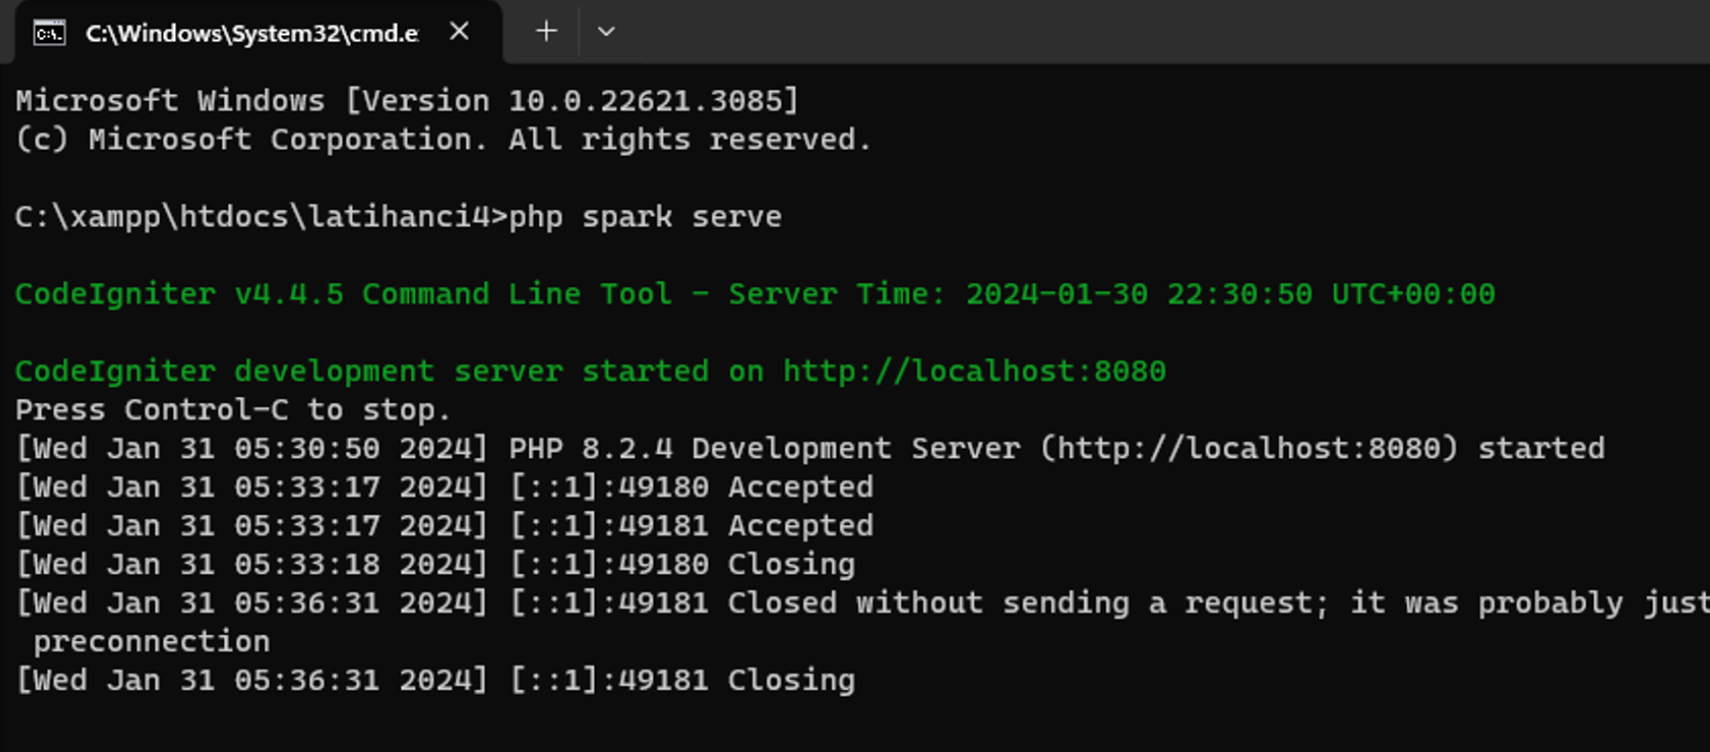 C:\Windows\System32\cmd.e
Microsoft Windows [Version 10.0.22621.3085]
(c) Microsoft Corporation. All rights reserved.
C:\xampp\htdocs\latihanci4>php spark serve
CodeIgniter v4.4.5 Command Line Tool - Server Time: 2024-01-30 22:30:50 UTC+00:00
CodeIgniter development server started on http://localhost:8080
Press Control-C to stop.
[Wed Jan 31 05:30:50 2024] PHP 8.2.4 Development Server (http://localhost:8080) started
[Wed Jan 31 05:33:17 2024] [::1]:49180 Accepted
[Wed Jan 31 05:33:17 2024] [::1]:49181 Accepted
[Wed Jan 31 05:33:18 2024] [::1]:49180 Closing
[Wed Jan 31 05:36:31 2024] [::1]:49181 Closed without sending a request; it was probably just
preconnection
[Wed Jan 31 05:36:31 2024] [::1]:49181 Closing